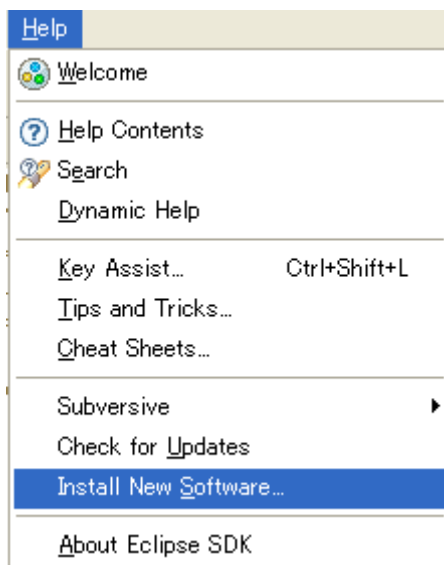 Help
Welcome
Help Contents
Search
Dynamic Help
Key Assist... Ctrl+Shift+L
Tips and Tricks...
Cheat Sheets...
Subversive
Check for Updates
Install New Software...
About Eclipse SDK